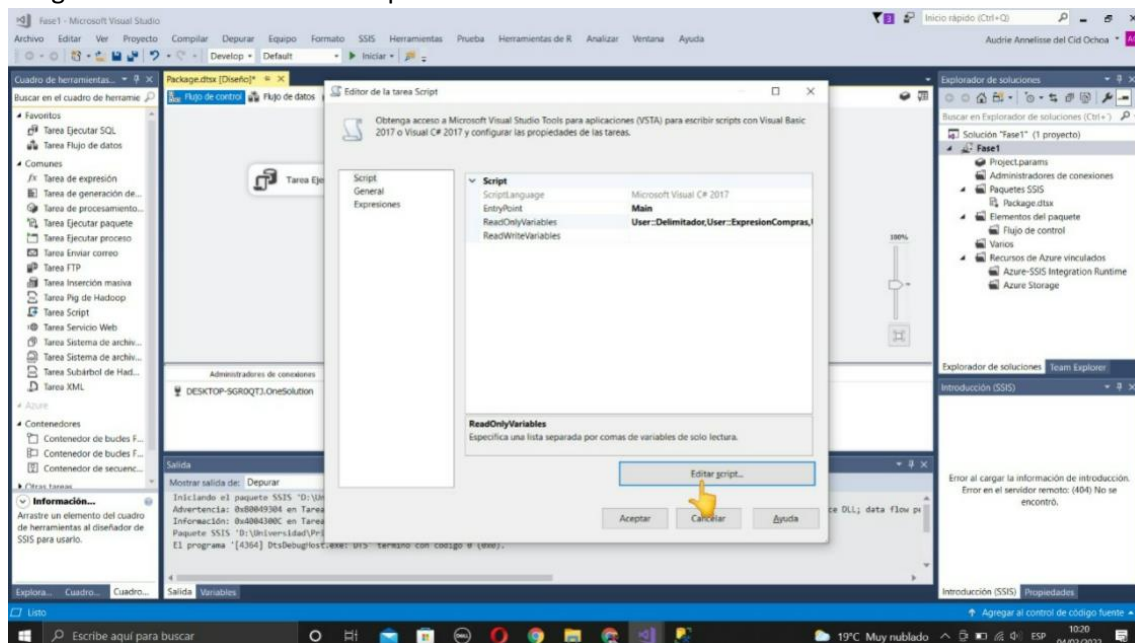 Fase1 - Microsoft Visual Studio
Inicio rápido (Ctrl+Q)
Archivo Editar Ver Proyecto Compilar Depurar Equipo Formato SSIS Herramientas Prueba Herramientas de R Analizar Ventana Ayuda
Audrie Annelisse del Cid Ochoa
Develop Default Iniciar
Cuadro de herramientas...
Buscar en el cuadro de herramie
Favoritos
Tarea Ejecutar SQL
Tarea Flujo de datos
Comunes
Tarea de expresión
Tarea de generación de...
Tarea de procesamiento...
Tarea Ejecutar paquete
Tarea Ejecutar proceso
Tarea Enviar correo
Tarea FTP
Tarea Inserción masiva
Tarea Pig de Hadoop
Tarea Script
Tarea Servicio Web
Tarea Sistema de archiv...
Tarea Sistema de archiv...
Tarea Subárbol de Had...
Tarea XML
Azure
Contenedores
Contenedor de bucles F...
Contenedor de bucles F...
Contenedor de secuenc...
Otras tareas
Información...
Arrastre un elemento del cuadro
de herramientas al diseñador de
SSIS para usarlo.
Explora... Cuadro... Cuadro...
Package.dtsx [Diseño]*
Flujo de control Flujo de datos
Tarea Eje
100%
Administradores de conexiones
DESKTOP-SGR0QT3.OneSolution
Editor de la tarea Script
Obtenga acceso a Microsoft Visual Studio Tools para aplicaciones (VSTA) para escribir scripts con Visual Basic
2017 o Visual C# 2017 y configurar las propiedades de las tareas.
Script
General
Expresiones
Script
ScriptLanguage Microsoft Visual C# 2017
EntryPoint Main
ReadOnlyVariables User::Delimitador,User::ExpresionCompras,
ReadWriteVariables
ReadOnlyVariables
Especifica una lista separada por comas de variables de solo lectura.
Editar script...
Aceptar Cancelar Ayuda
Salida
Mostrar salida de: Depurar
Iniciando el paquete SSIS 'D:\Un
Advertencia: 0x80049304 en Tarea
ce DLL; data flow pe
Información: 0x4004300C en Tarea
Paquete SSIS 'D:\Universidad\Pri
El programa '[4364] DtsDebugHost.exe: DTS' terminó con código 0 (0x0).
Salida Variables
Explorador de soluciones
Buscar en Explorador de soluciones (Ctrl+')
Solución "Fase1" (1 proyecto)
Fase1
Project.params
Administradores de conexiones
Paquetes SSIS
Package.dtsx
Elementos del paquete
Flujo de control
Varios
Recursos de Azure vinculados
Azure-SSIS Integration Runtime
Azure Storage
Explorador de soluciones Team Explorer
Introducción (SSIS)
Error al cargar la información de introducción.
Error en el servidor remoto: (404) No se
encontró.
Introducción (SSIS) Propiedades
Listo
Agregar al control de código fuente
Escribe aquí para buscar
19°C Muy nublado
ESP
10:20
04/03/2022